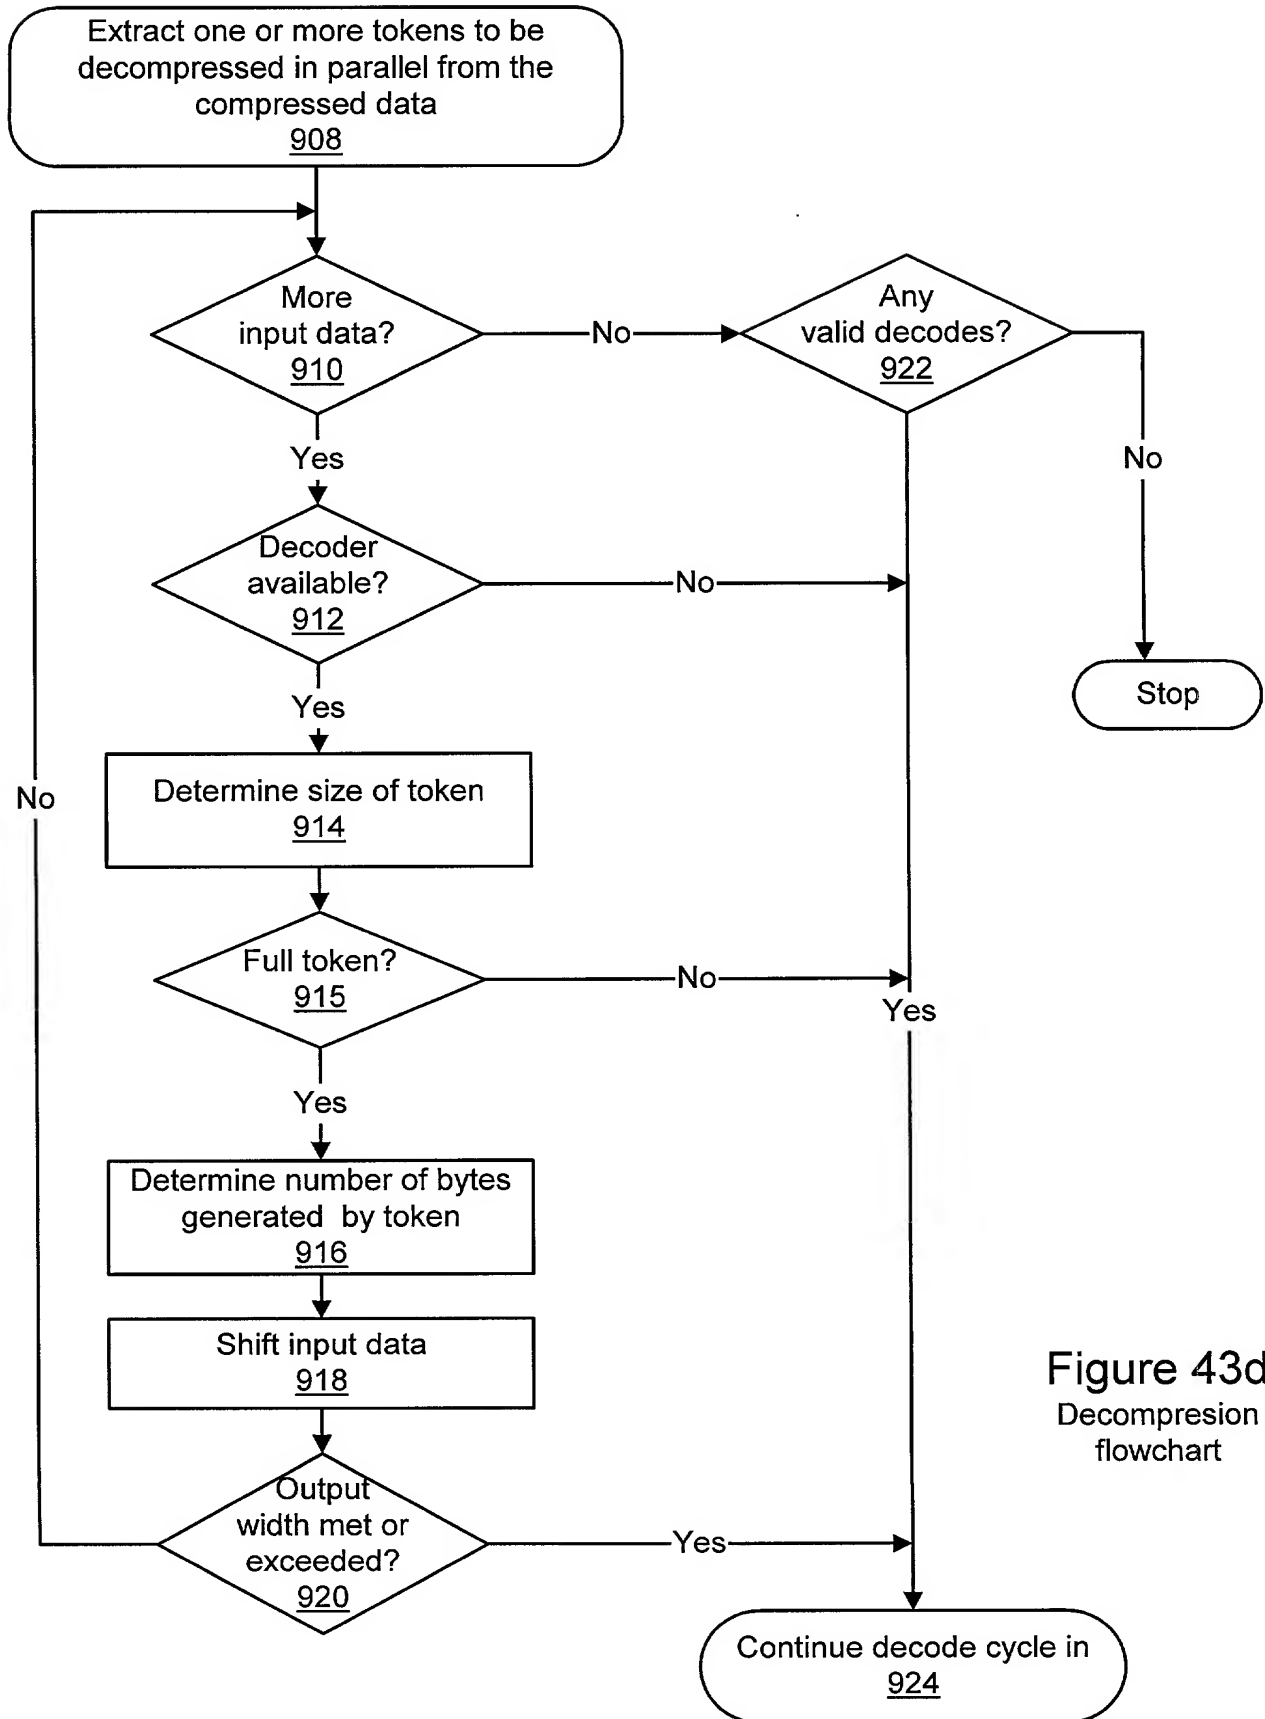 Extract one or more tokens to be
decompressed in parallel from the
compressed data
908
More
input data?
910
No
Any
valid decodes?
922
Yes
No
Decoder
available?
912
No
Yes
Stop
Determine size of token
914
No
Full token?
915
No
Yes
Yes
Determine number of bytes
generated by token
916
Shift input data
918
Output
width met or
exceeded?
920
Yes
Continue decode cycle in
924
Figure 43d
Decompresion
flowchart